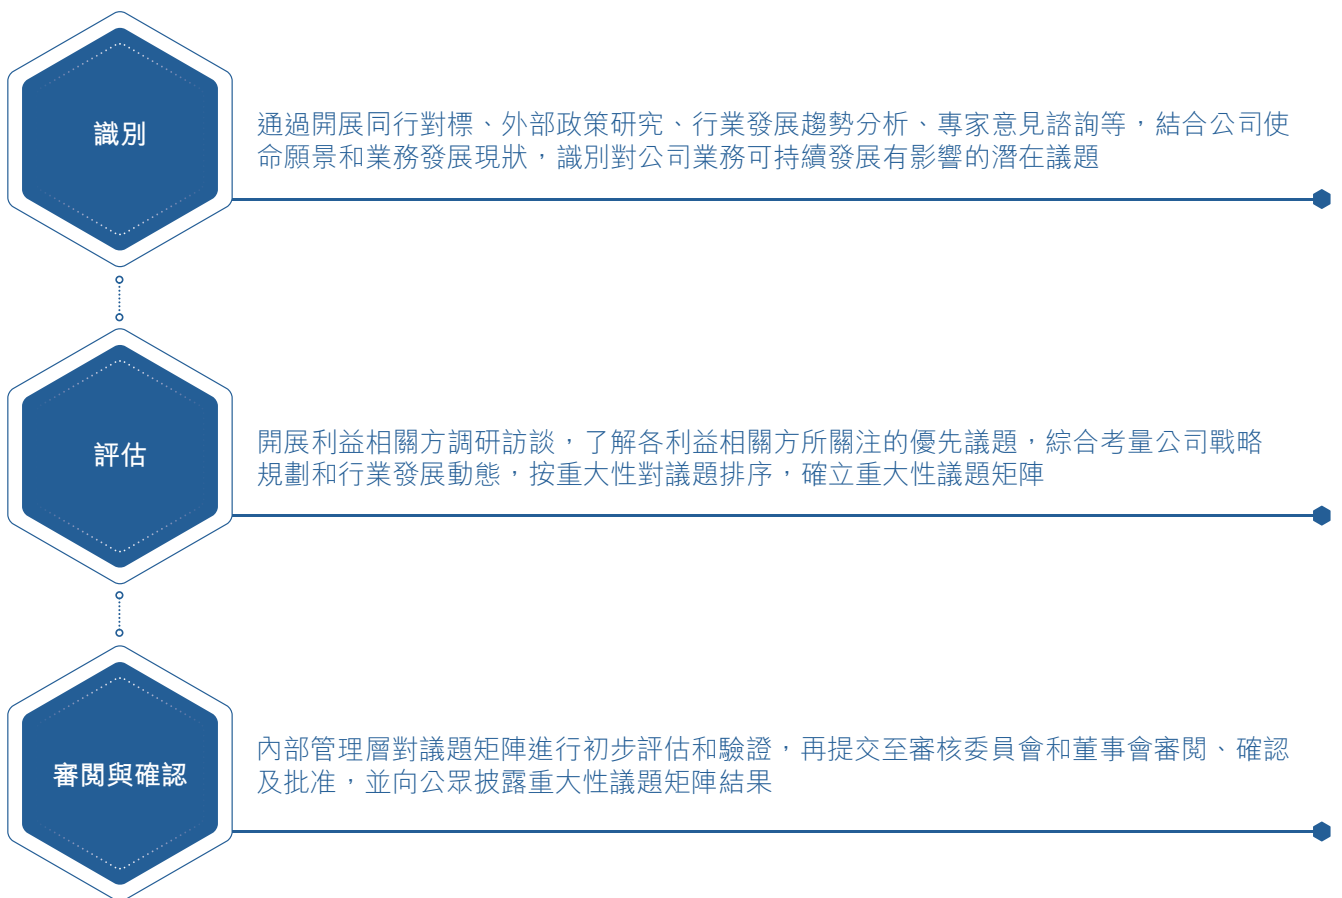 識別
通過開展同行對標、外部政策研究、行業發展趨勢分析、專家意見諮詢等，結合公司使
命願景和業務發展現狀，識別對公司業務可持續發展有影響的潛在議題
評估
開展利益相關方調研訪談，了解各利益相關方所關注的優先議題，綜合考量公司戰略
規劃和行業發展動態，按重大性對議題排序，確立重大性議題矩陣
審閱與確認
內部管理層對議題矩陣進行初步評估和驗證，再提交至審核委員會和董事會審閱、確認
及批准，並向公眾披露重大性議題矩陣結果